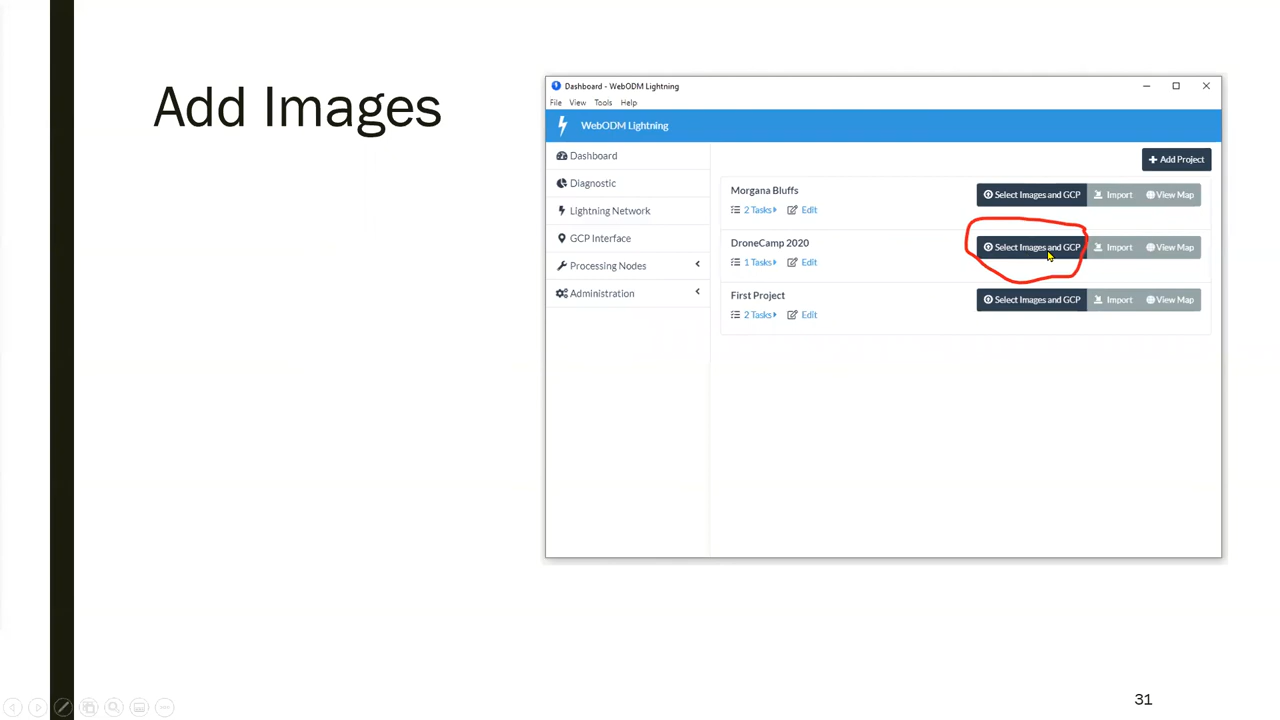 Add Images
Dashboard - WebODM Lightning
File View Tools Help
WebODM Lightning
Dashboard
Diagnostic
Lightning Network
GCP Interface
Processing Nodes
Administration
Add Project
Morgana Bluffs
Select Images and GCP Import View Map
2 Tasks Edit
DroneCamp 2020
Select Images and GCP Import View Map
1 Tasks Edit
First Project
Select Images and GCP Import View Map
2 Tasks Edit
31